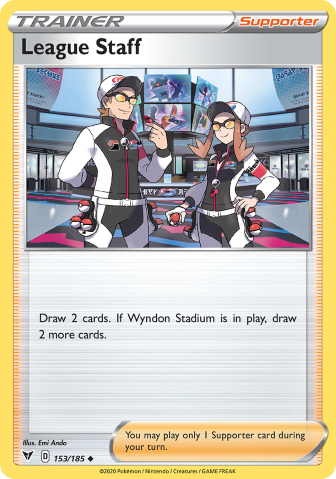 TRAINER
Supporter
League Staff
Draw 2 cards. If Wyndon Stadium is in play, draw
2 more cards.
Illus. Emi Ando
D
153/185
You may play only 1 Supporter card during
your turn.
©2020 Pokémon / Nintendo / Creatures / GAME FREAK